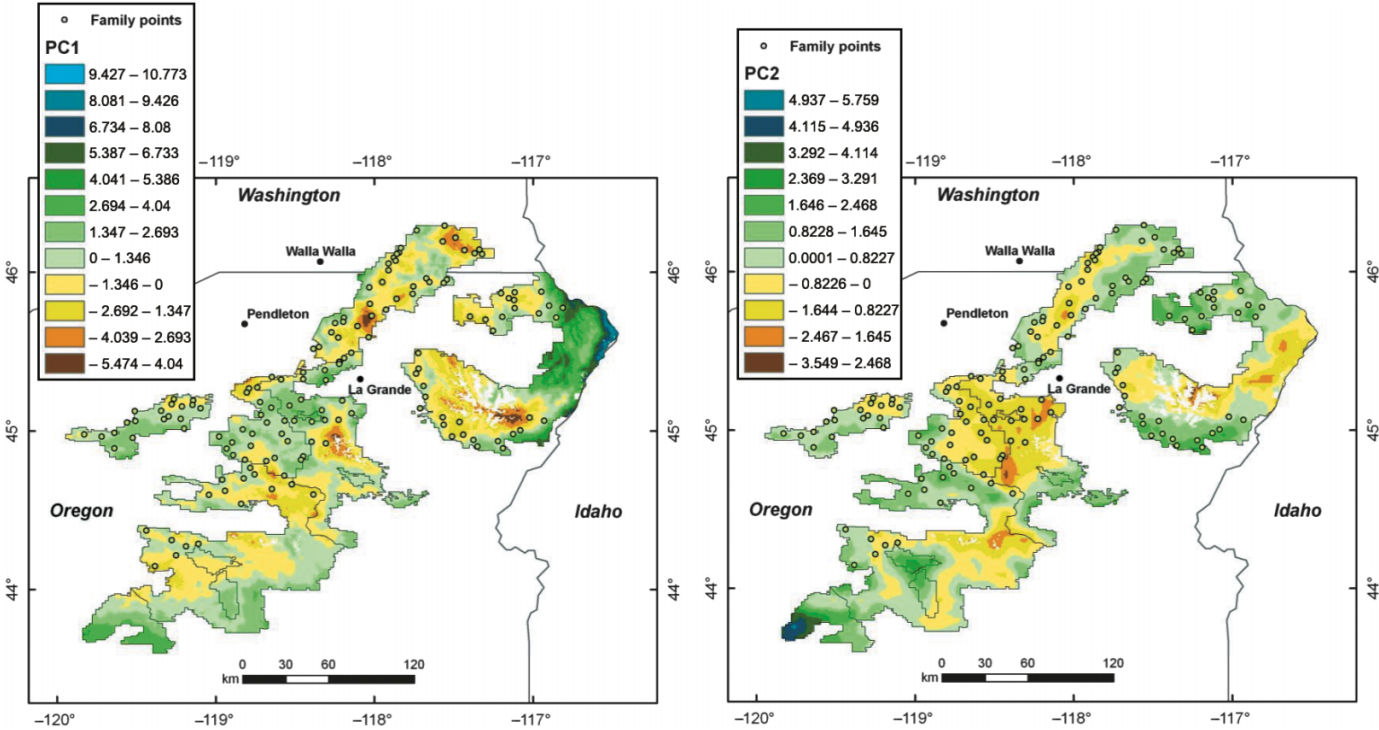 Family points
PC1
9.427 – 10.773
8.081 – 9.426
6.734 – 8.08
5.387 – 6.733
4.041 – 5.386
2.694 – 4.04
1.347 – 2.693
0 – 1.346
– 1.346 – 0
– 2.692 – 1.347
– 4.039 – 2.693
– 5.474 – 4.04
–119° –118° –117°
Washington
Walla Walla
46° 46°
Pendleton
La Grande
45° 45°
Oregon Idaho
44° 44°
0 30 60 120
km
–120° –119° –118° –117°
Family points
PC2
4.937 – 5.759
4.115 – 4.936
3.292 – 4.114
2.369 – 3.291
1.646 – 2.468
0.8228 – 1.645
0.0001 – 0.8227
– 0.8226 – 0
– 1.644 – 0.8227
– 2.467 – 1.645
– 3.549 – 2.468
–119° –118° –117°
Washington
Walla Walla
46° 46°
Pendleton
La Grande
45° 45°
Oregon Idaho
44° 44°
0 30 60 120
km
–120° –119° –118° –117°